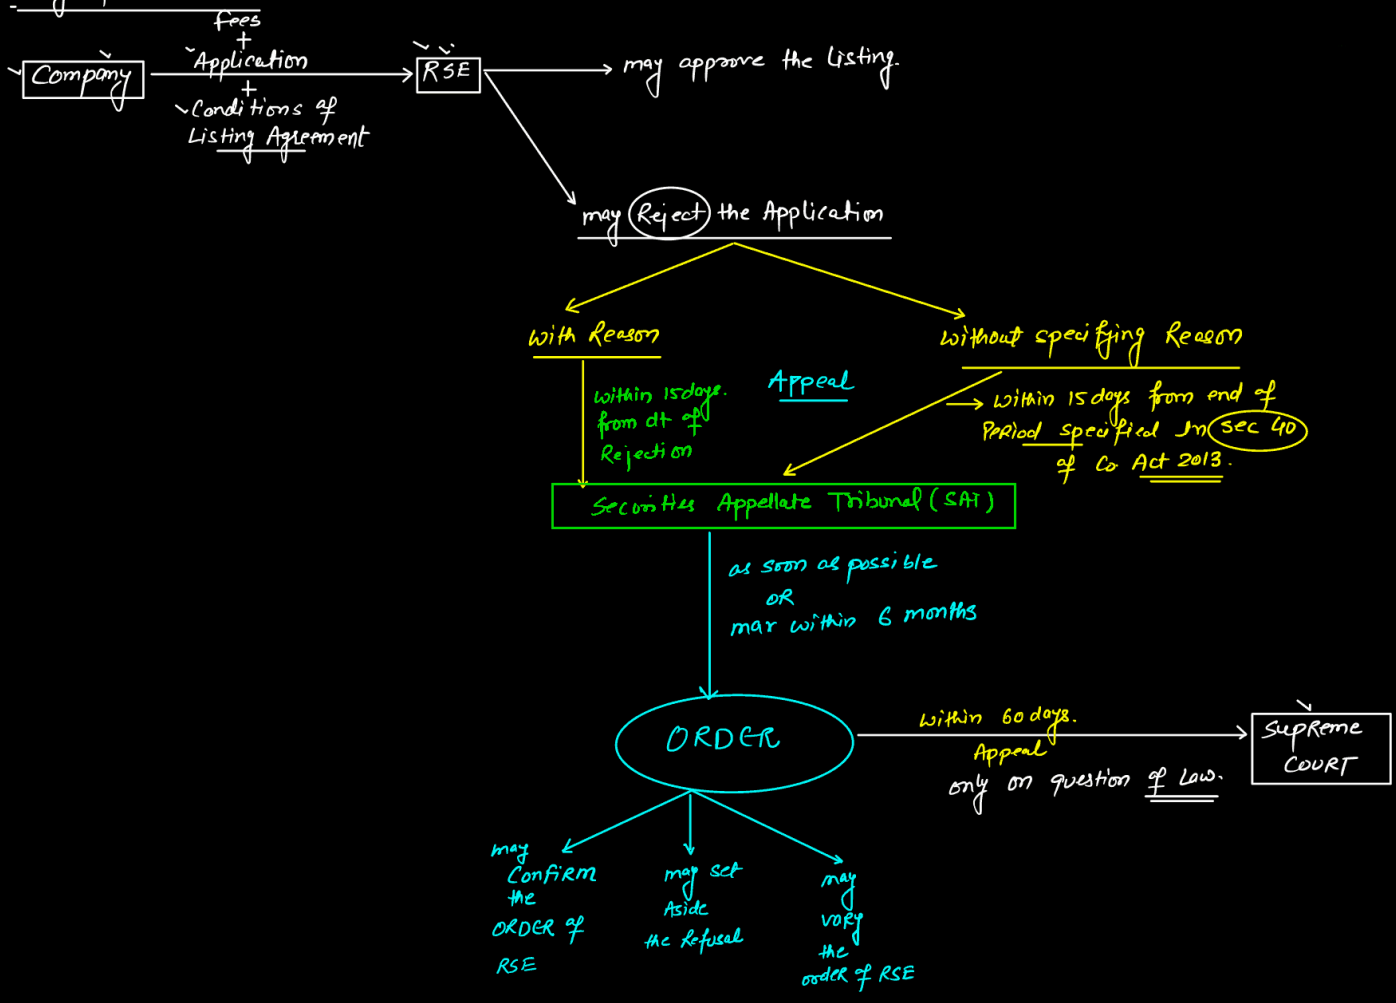 fees
+
Application
Company
RSE
may approve the Listing.
+
Conditions of
Listing Agreement
may Reject the Application
with Reason
without specifying Reason
Appeal
within 15 days.
from dt of
Rejection
within 15 days from end of
Period specified In sec 40
of Co Act 2013.
Securities Appellate Tribunal (SAT)
as soon as possible
OR
max within 6 months
ORDER
within 60 days.
Appeal
only on question of Law.
Supreme
COURT
may
Confirm
the
ORDER of
RSE
may set
Aside
the Refusal
may
vary
the
order of RSE